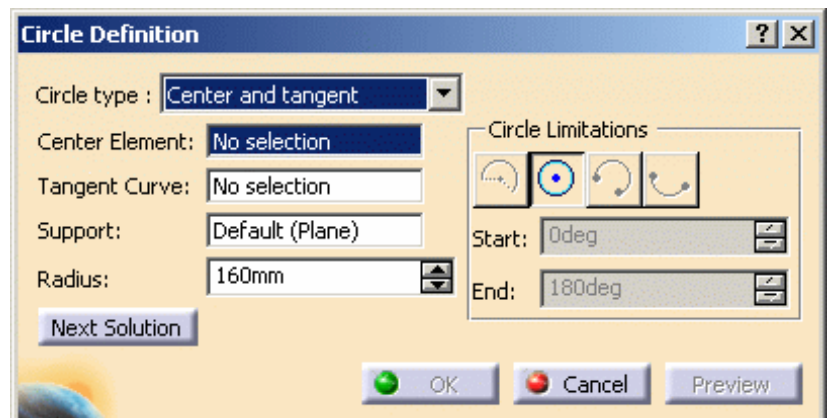 Circle Definition
?
Circle type : Center and tangent
Center Element: No selection
Tangent Curve: No selection
Support: Default (Plane)
Radius: 160mm
Next Solution
Circle Limitations
Start: 0deg
End: 180deg
OK
Cancel
Preview